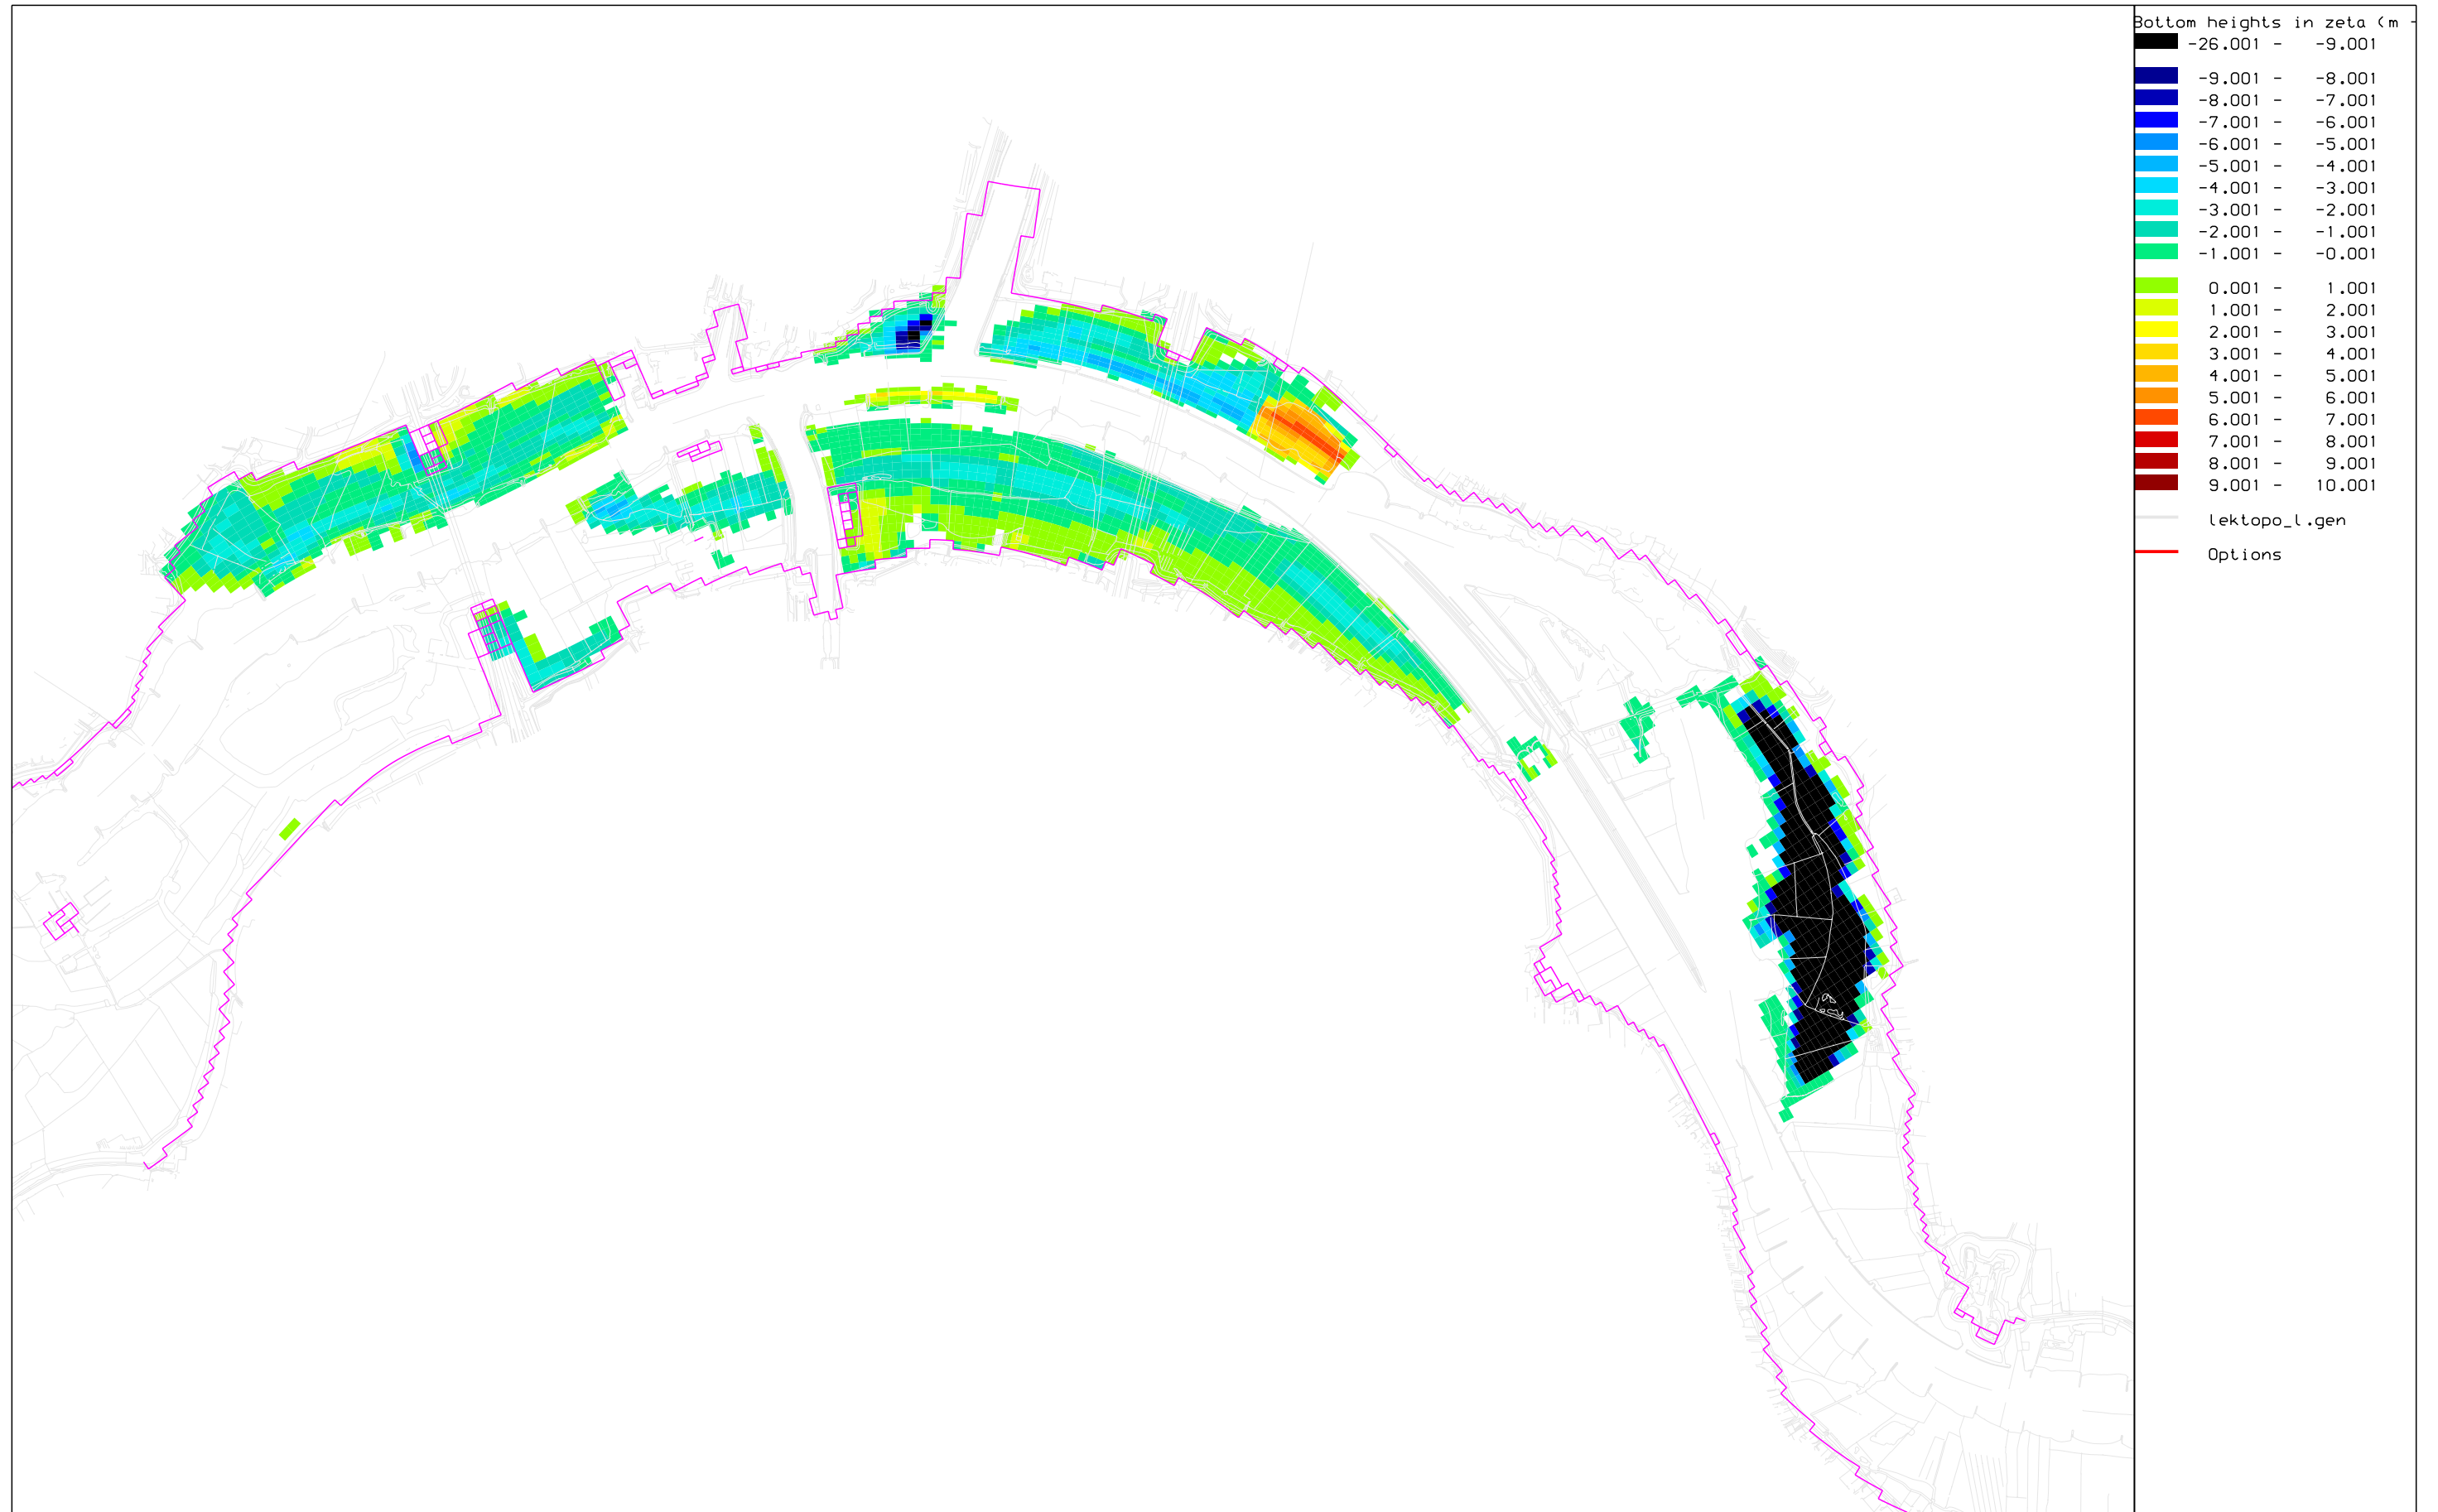 Bottom heights in zeta (m -
-26.001 - -9.001
-9.001 - -8.001
-8.001 - -7.001
-7.001 - -6.001
-6.001 - -5.001
-5.001 - -4.001
-4.001 - -3.001
-3.001 - -2.001
-2.001 - -1.001
-1.001 - -0.001
0.001 - 1.001
1.001 - 2.001
2.001 - 3.001
3.001 - 4.001
4.001 - 5.001
5.001 - 6.001
6.001 - 7.001
7.001 - 8.001
8.001 - 9.001
9.001 - 10.001
lektopo_l.gen
Options